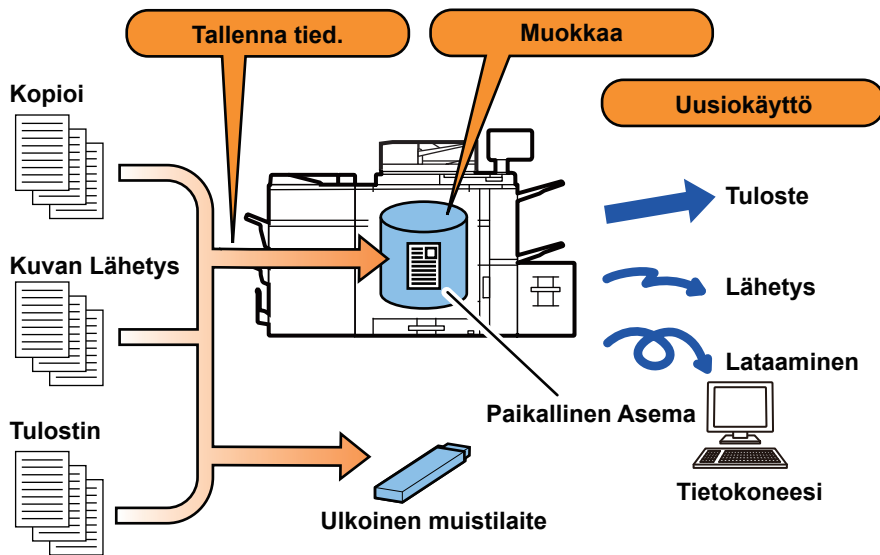 Tallenna tied.
Muokkaa
Kopioi
Uusiokäyttö
Tuloste
Kuvan Lähetys
Lähetys
Lataaminen
Paikallinen Asema
Tulostin
Tietokoneesi
Ulkoinen muistilaite